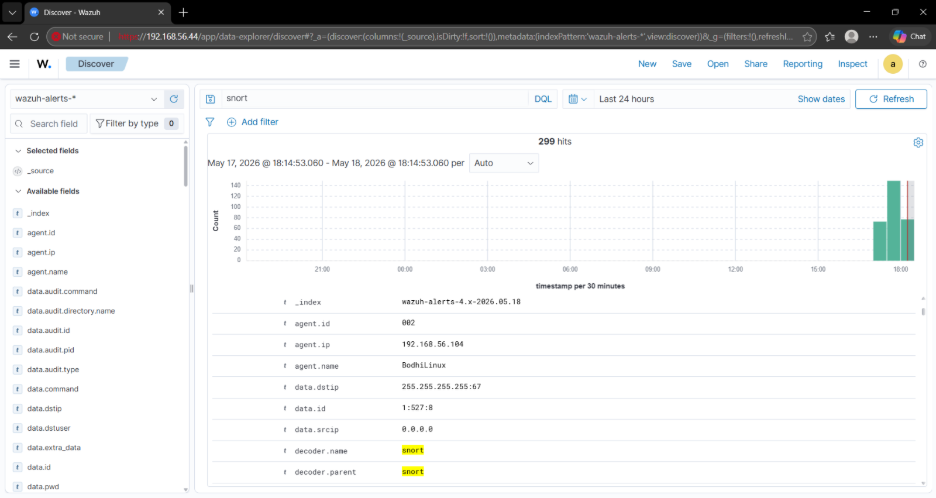 Discover - Wazuh
Not secure
192.168.56.44/app/data-explorer/discover#?_a=(discover:(columns:!(_source),isDirty:!f,sort:!()),metadata:(indexPattern:'wazuh-alerts-*',view:discover))&_g=(filters:!(),refreshI...
Chat
W.
Discover
New Save Open Share Reporting Inspect
a
wazuh-alerts-*
snort
DQL
Last 24 hours
Show dates
Refresh
Search field
Filter by type 0
Add filter
299 hits
May 17, 2026 @ 18:14:53.060 - May 18, 2026 @ 18:14:53.060 per
Auto
Selected fields
_source
Available fields
t _index
t agent.id
t agent.ip
t agent.name
t data.audit.command
t data.audit.directory.name
t data.audit.id
t data.audit.pid
t data.audit.type
t data.command
t data.dstip
t data.dstuser
t data.extra_data
t data.id
t data.pwd
Count
140
120
100
80
60
40
20
0
21:00 00:00 03:00 06:00 09:00 12:00 15:00 18:00
timestamp per 30 minutes
t _index wazuh-alerts-4.x-2026.05.18
t agent.id 002
t agent.ip 192.168.56.104
t agent.name BodhiLinux
t data.dstip 255.255.255.255:67
t data.id 1:527:8
t data.srcip 0.0.0.0
t decoder.name snort
t decoder.parent snort